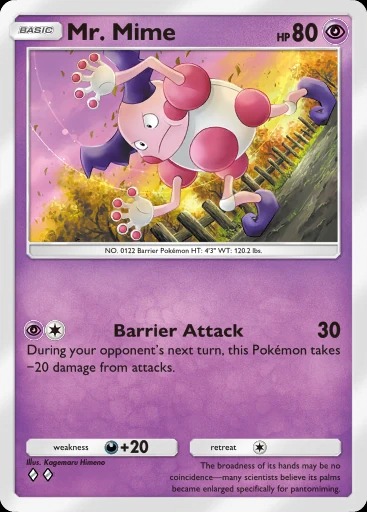 BASIC Mr. Mime HP 80
NO. 0122 Barrier Pokémon HT: 4'3" WT: 120.2 lbs.
Barrier Attack 30
During your opponent's next turn, this Pokémon takes
−20 damage from attacks.
weakness +20 retreat
Illus. Kagemaru Himeno
The breadth of its hands may be no
coincidence—many scientists believe its palms
became enlarged specifically for pantomiming.